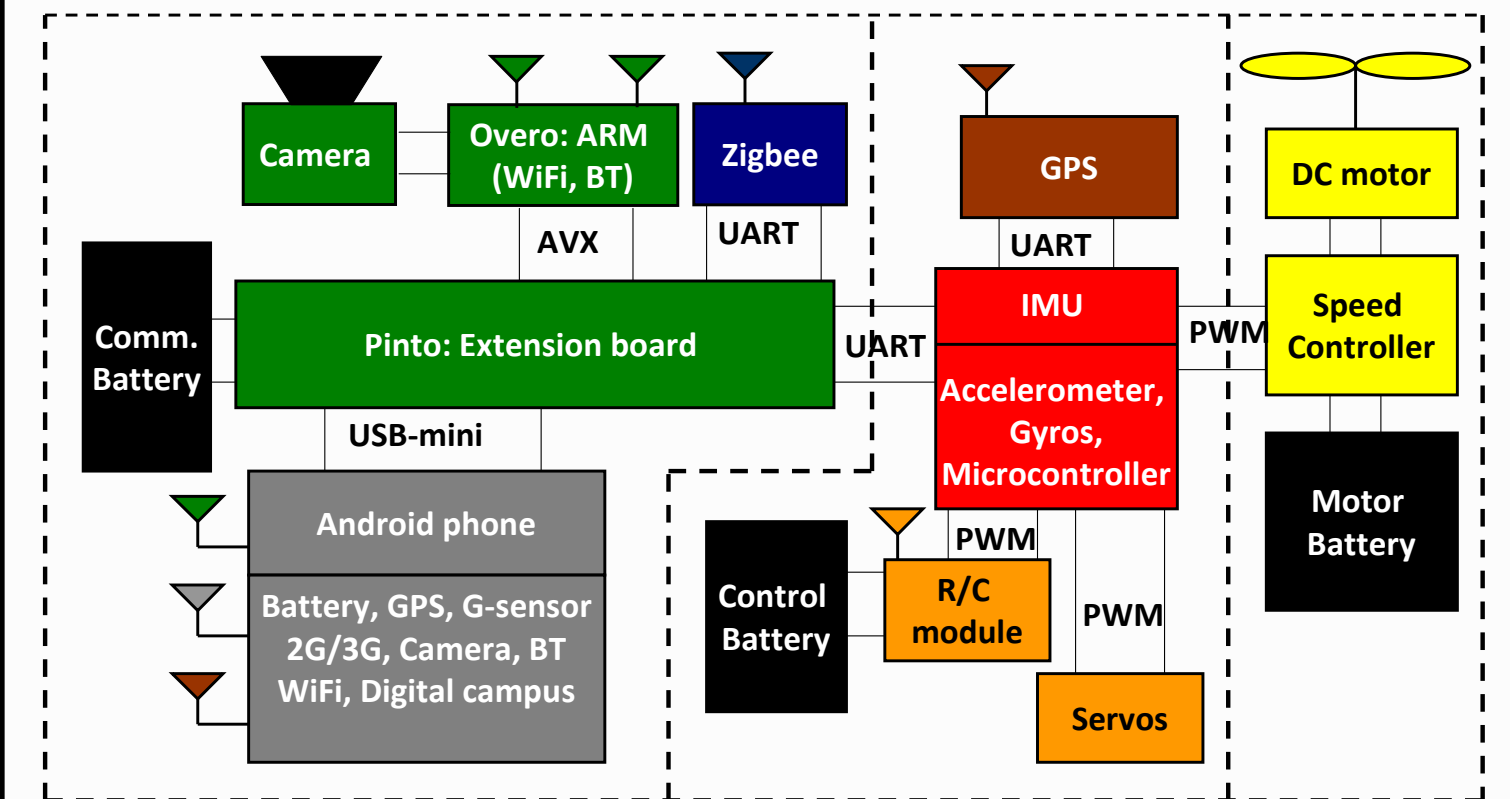 Camera
Overo: ARM
(WiFi, BT)
Zigbee
GPS
DC motor
AVX
UART
UART
Comm.
Battery
Pinto: Extension board
UART
IMU
PWM
Speed
Controller
Accelerometer,
Gyros,
Microcontroller
USB-mini
Android phone
Battery, GPS, G-sensor
2G/3G, Camera, BT
WiFi, Digital campus
Control
Battery
PWM
R/C
module
PWM
Servos
Motor
Battery